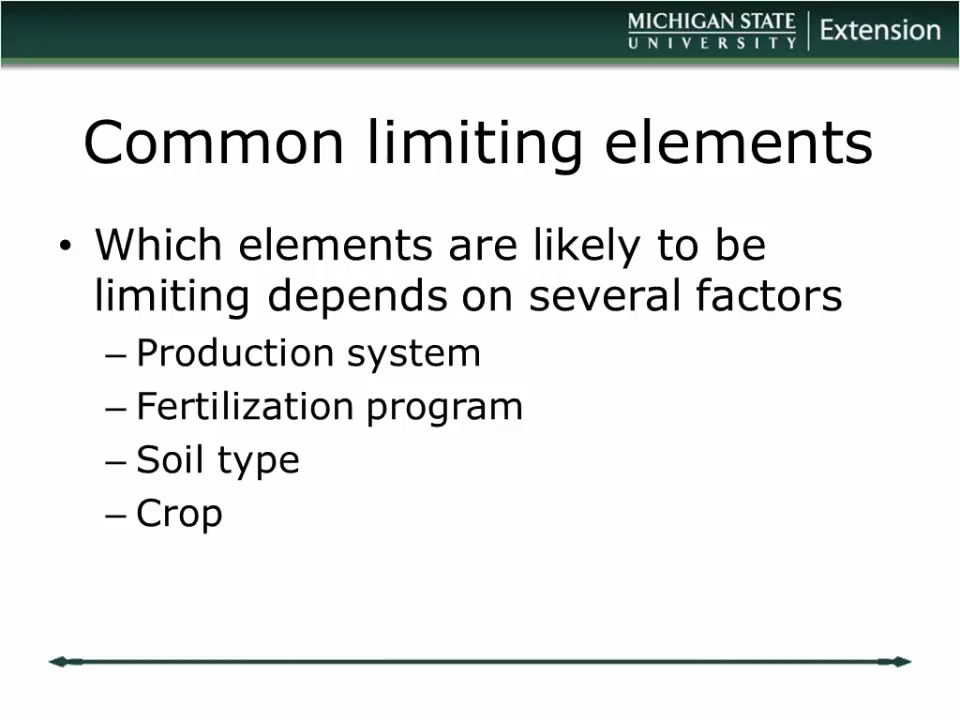 MICHIGAN STATE
UNIVERSITY
Extension
Common limiting elements
• Which elements are likely to be
limiting depends on several factors
– Production system
– Fertilization program
– Soil type
– Crop